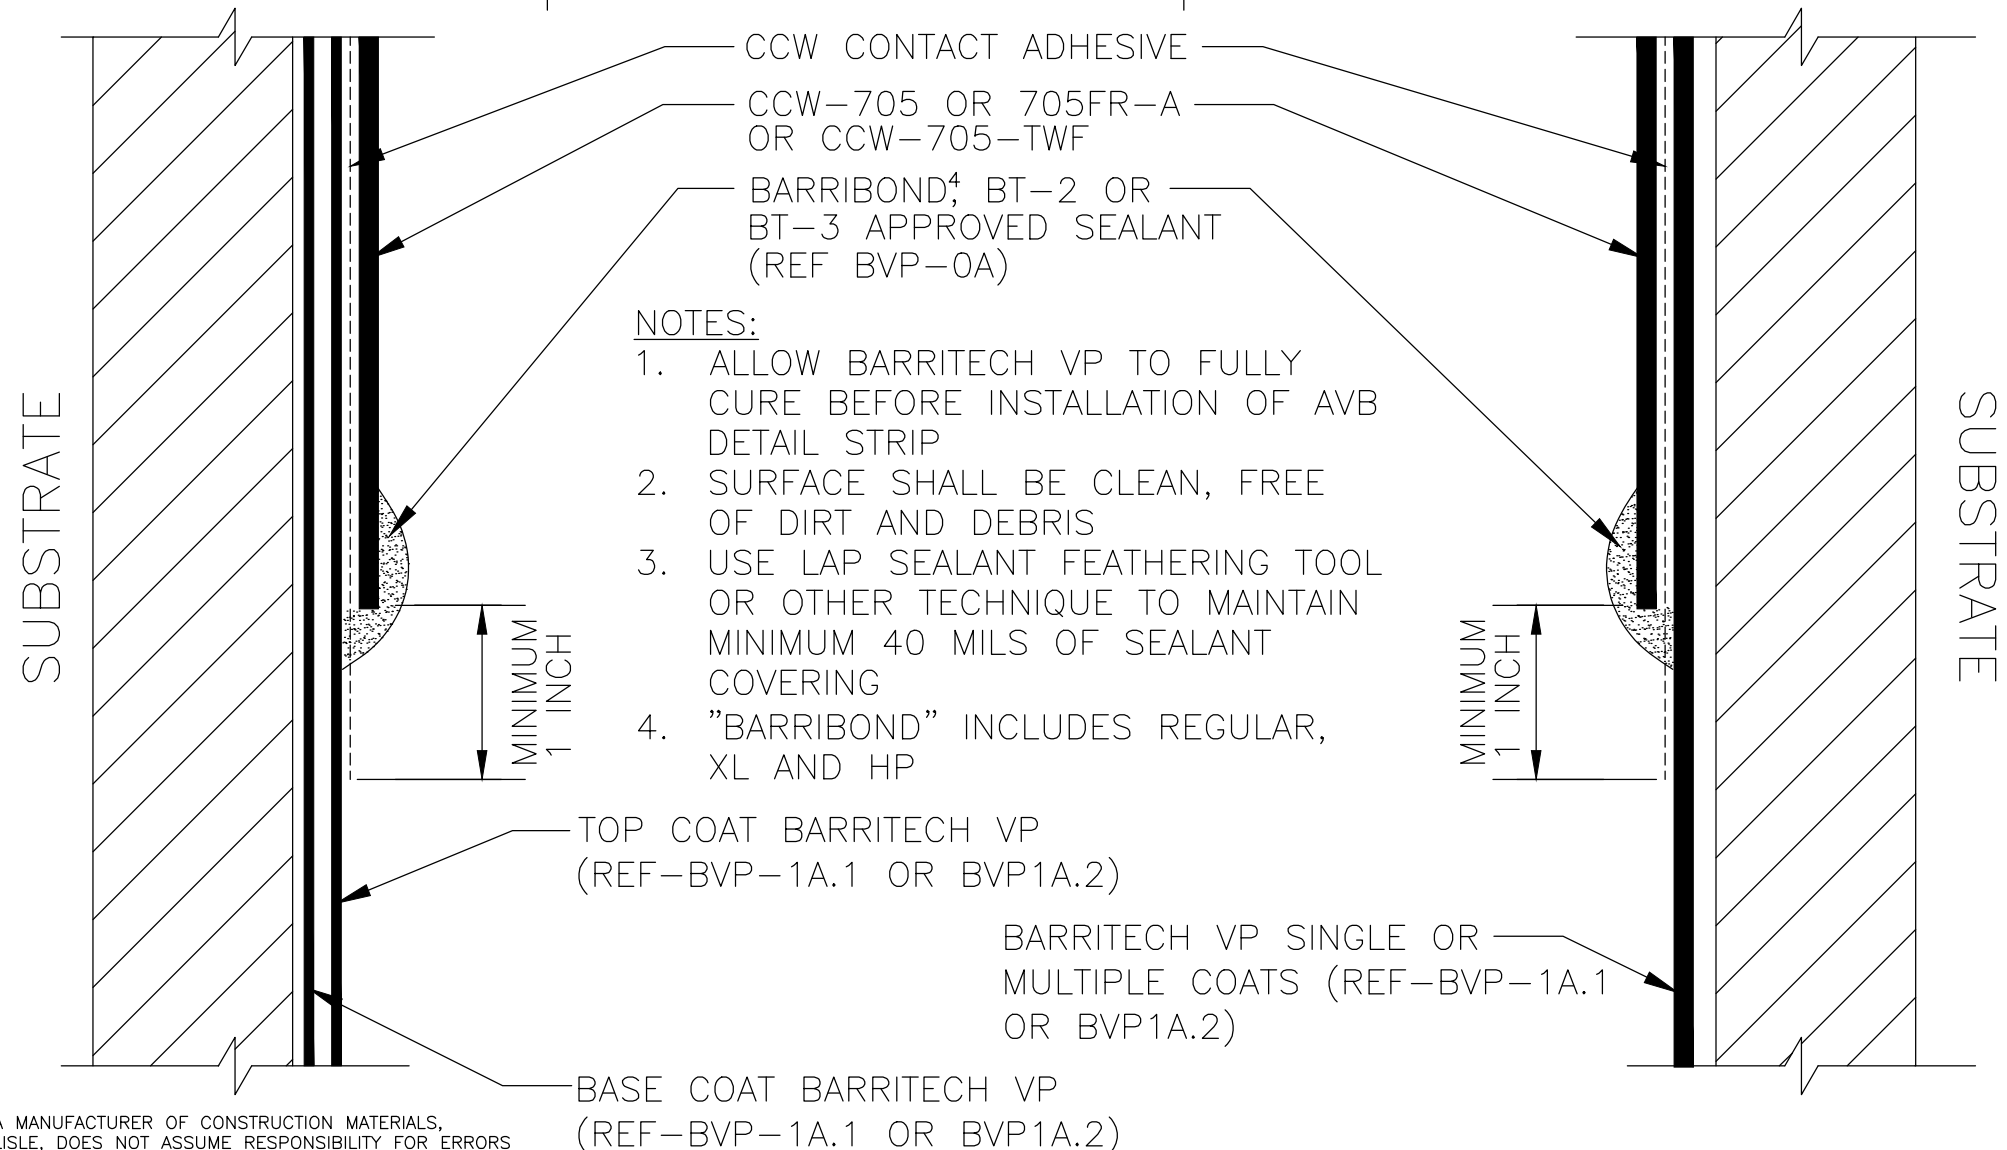 CCW CONTACT ADHESIVE
CCW-705 OR 705FR-A
OR CCW-705-TWF
BARRIBOND⁴, BT-2 OR
BT-3 APPROVED SEALANT
(REF BVP-0A)
NOTES:
1. ALLOW BARRITECH VP TO FULLY
CURE BEFORE INSTALLATION OF AVB
DETAIL STRIP
2. SURFACE SHALL BE CLEAN, FREE
OF DIRT AND DEBRIS
3. USE LAP SEALANT FEATHERING TOOL
OR OTHER TECHNIQUE TO MAINTAIN
MINIMUM 40 MILS OF SEALANT
COVERING
4. "BARRIBOND" INCLUDES REGULAR,
XL AND HP
SUBSTRATE
SUBSTRATE
MINIMUM
1 INCH
MINIMUM
1 INCH
TOP COAT BARRITECH VP
(REF-BVP-1A.1 OR BVP1A.2)
BARRITECH VP SINGLE OR
MULTIPLE COATS (REF-BVP-1A.1
OR BVP1A.2)
BASE COAT BARRITECH VP
(REF-BVP-1A.1 OR BVP1A.2)
A MANUFACTURER OF CONSTRUCTION MATERIALS,
LISLE, DOES NOT ASSUME RESPONSIBILITY FOR ERRORS